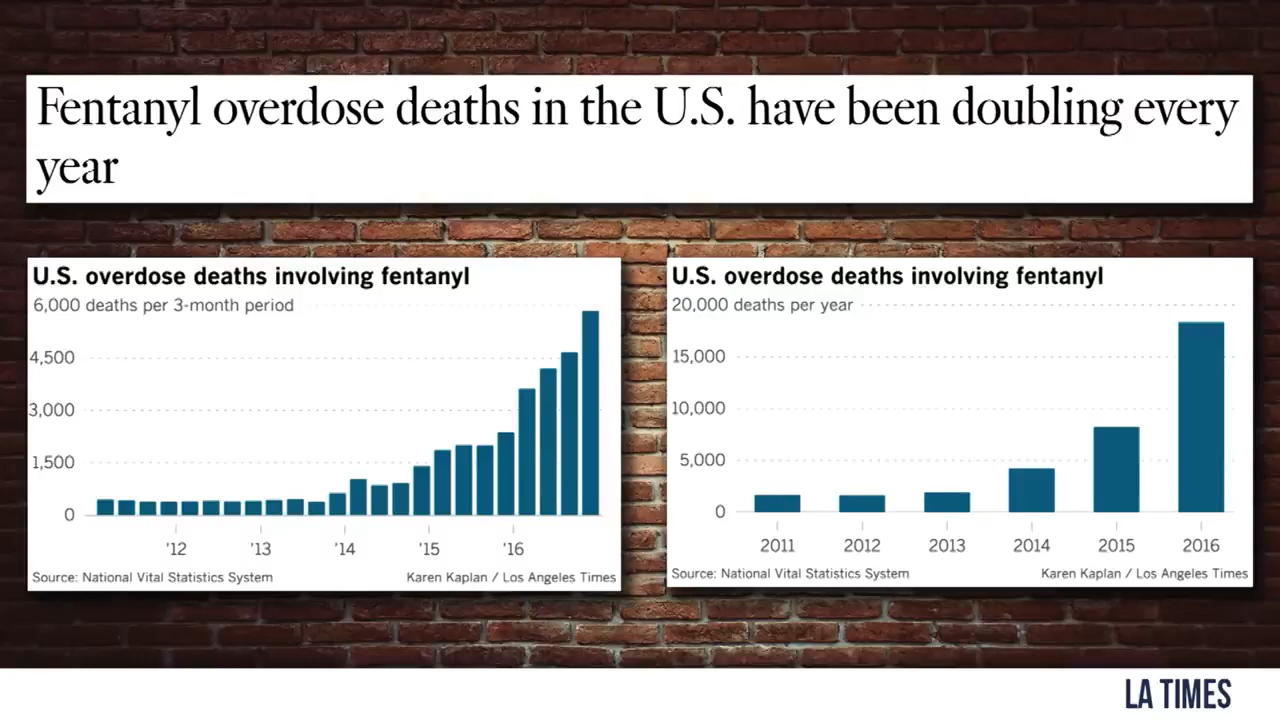 Fentanyl overdose deaths in the U.S. have been doubling every
year
U.S. overdose deaths involving fentanyl
6,000 deaths per 3-month period
4,500
3,000
1,500
0
'12 '13 '14 '15 '16
Source: National Vital Statistics System Karen Kaplan / Los Angeles Times
U.S. overdose deaths involving fentanyl
20,000 deaths per year
15,000
10,000
5,000
0
2011 2012 2013 2014 2015 2016
Source: National Vital Statistics System Karen Kaplan / Los Angeles Times
LA TIMES